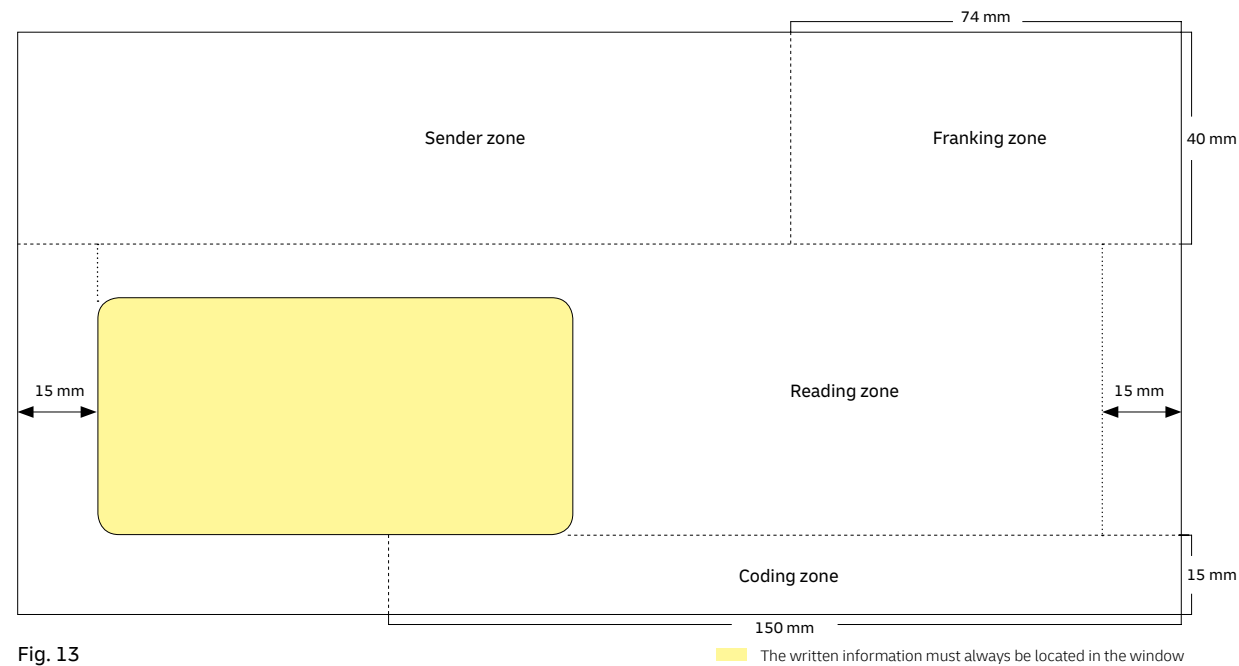 74 mm
Sender zone
Franking zone
40 mm
15 mm
Reading zone
15 mm
Coding zone
15 mm
150 mm
Fig. 13
The written information must always be located in the window